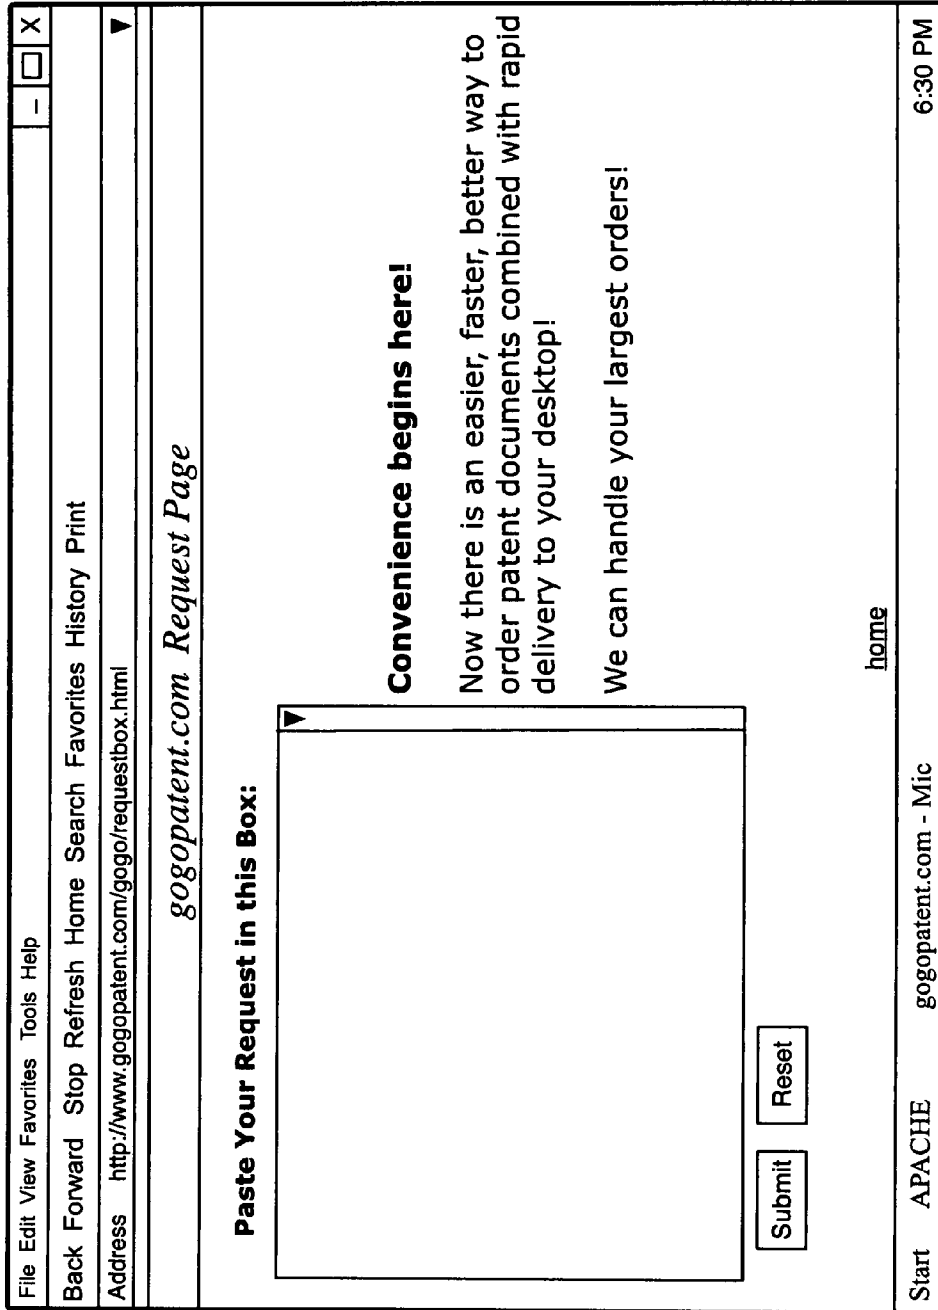 File Edit View Favorites Tools Help
– X
Back Forward Stop Refresh Home Search Favorites History Print
Address http://www.gogopatent.com/gogo/requestbox.html
gogopatent.com Request Page
Paste Your Request in this Box:
Convenience begins here!
Now there is an easier, faster, better way to
order patent documents combined with rapid
delivery to your desktop!
We can handle your largest orders!
Submit Reset
home
Start APACHE gogopatent.com - Mic 6:30 PM